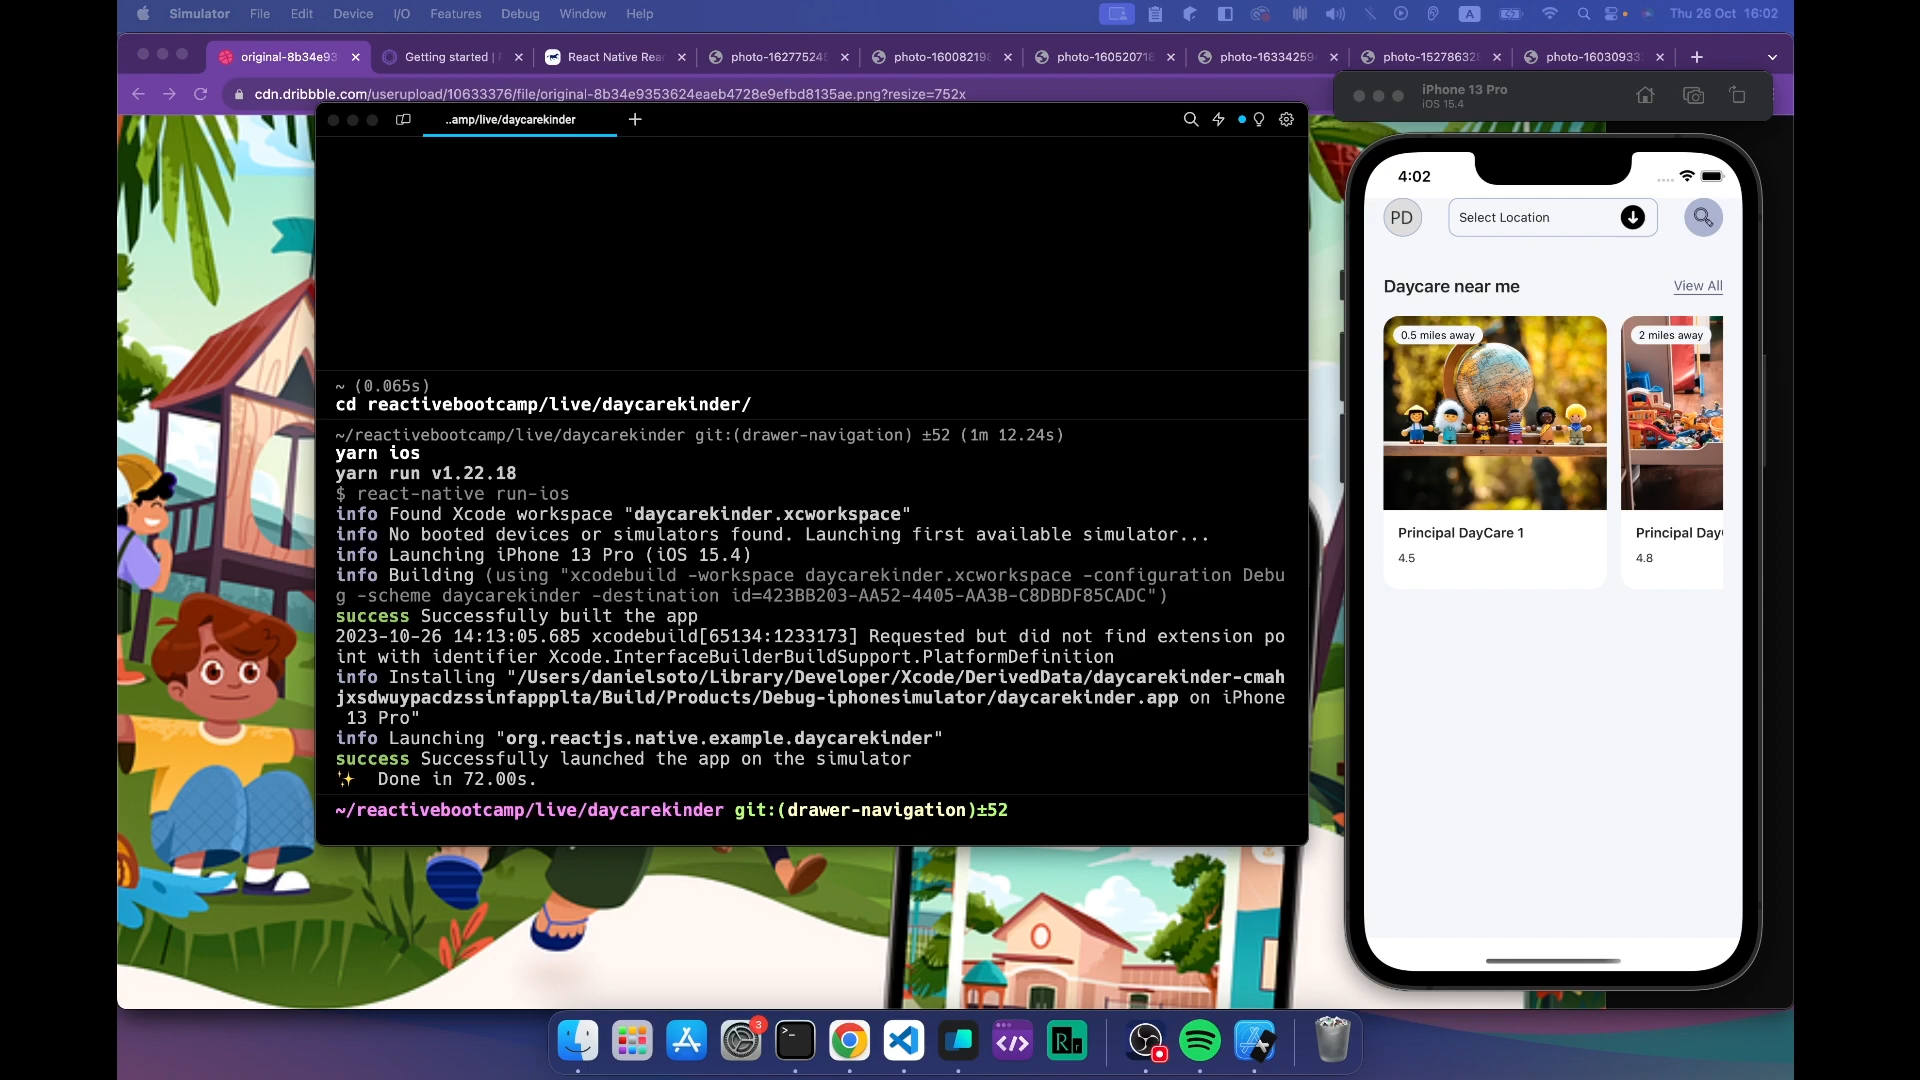 Simulator File Edit Device I/O Features Debug Window Help
A
Thu 26 Oct 16:02
original-8b34e93
Getting started |
React Native Rea
photo-16277524
photo-160082198
photo-160520718
photo-16334259
photo-152786328
photo-160309333
cdn.dribbble.com/userupload/10633376/file/original-8b34e9353624eaeb4728e9efbd8135ae.png?resize=752x
iPhone 13 Pro
iOS 15.4
..amp/live/daycarekinder
~ (0.065s)
cd reactivebootcamp/live/daycarekinder/
~/reactivebootcamp/live/daycarekinder git:(drawer-navigation) ±52 (1m 12.24s)
yarn ios
yarn run v1.22.18
$ react-native run-ios
info Found Xcode workspace "daycarekinder.xcworkspace"
info No booted devices or simulators found. Launching first available simulator...
info Launching iPhone 13 Pro (iOS 15.4)
info Building (using "xcodebuild -workspace daycarekinder.xcworkspace -configuration Debu
g -scheme daycarekinder -destination id=423BB203-AA52-4405-AA3B-C8DBDF85CADC")
success Successfully built the app
2023-10-26 14:13:05.685 xcodebuild[65134:1233173] Requested but did not find extension po
int with identifier Xcode.InterfaceBuilderBuildSupport.PlatformDefinition
info Installing "/Users/danielsoto/Library/Developer/Xcode/DerivedData/daycarekinder-cmah
jxsdwuypacdzssinfappplta/Build/Products/Debug-iphonesimulator/daycarekinder.app on iPhone
 13 Pro"
info Launching "org.reactjs.native.example.daycarekinder"
success Successfully launched the app on the simulator
✨ Done in 72.00s.
~/reactivebootcamp/live/daycarekinder git:(drawer-navigation)±52
4:02
PD
Select Location
Daycare near me
View All
0.5 miles away
2 miles away
Principal DayCare 1
4.5
Principal Day
4.8
3